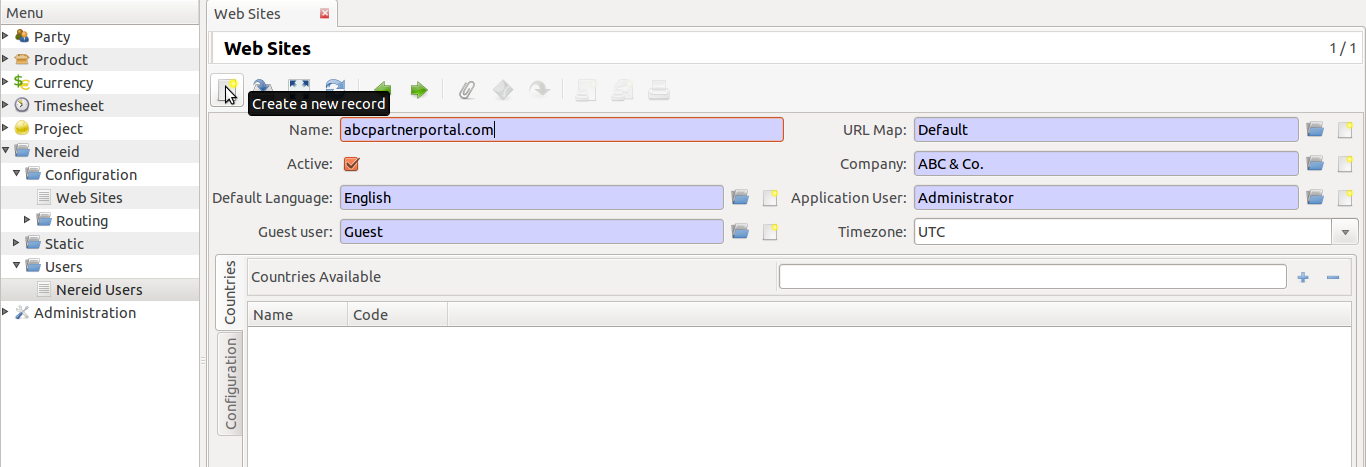 Menu
Party
Product
Currency
Timesheet
Project
Nereid
Configuration
Web Sites
Routing
Static
Users
Nereid Users
Administration
Web Sites
Web Sites 1 / 1
Create a new record
Name: abcpartnerportal.com URL Map: Default
Active: Company: ABC & Co.
Default Language: English Application User: Administrator
Guest user: Guest Timezone: UTC
Countries
Configuration
Countries Available
Name Code